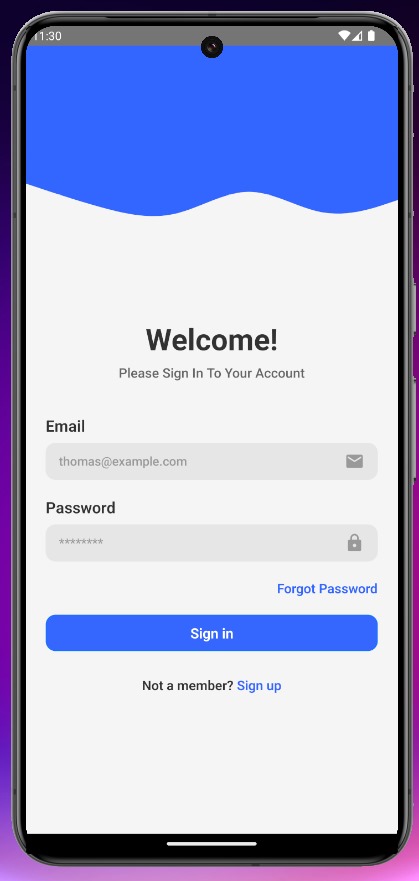 11:30
Welcome!
Please Sign In To Your Account
Email
thomas@example.com
Password
********
Forgot Password
Sign in
Not a member? Sign up